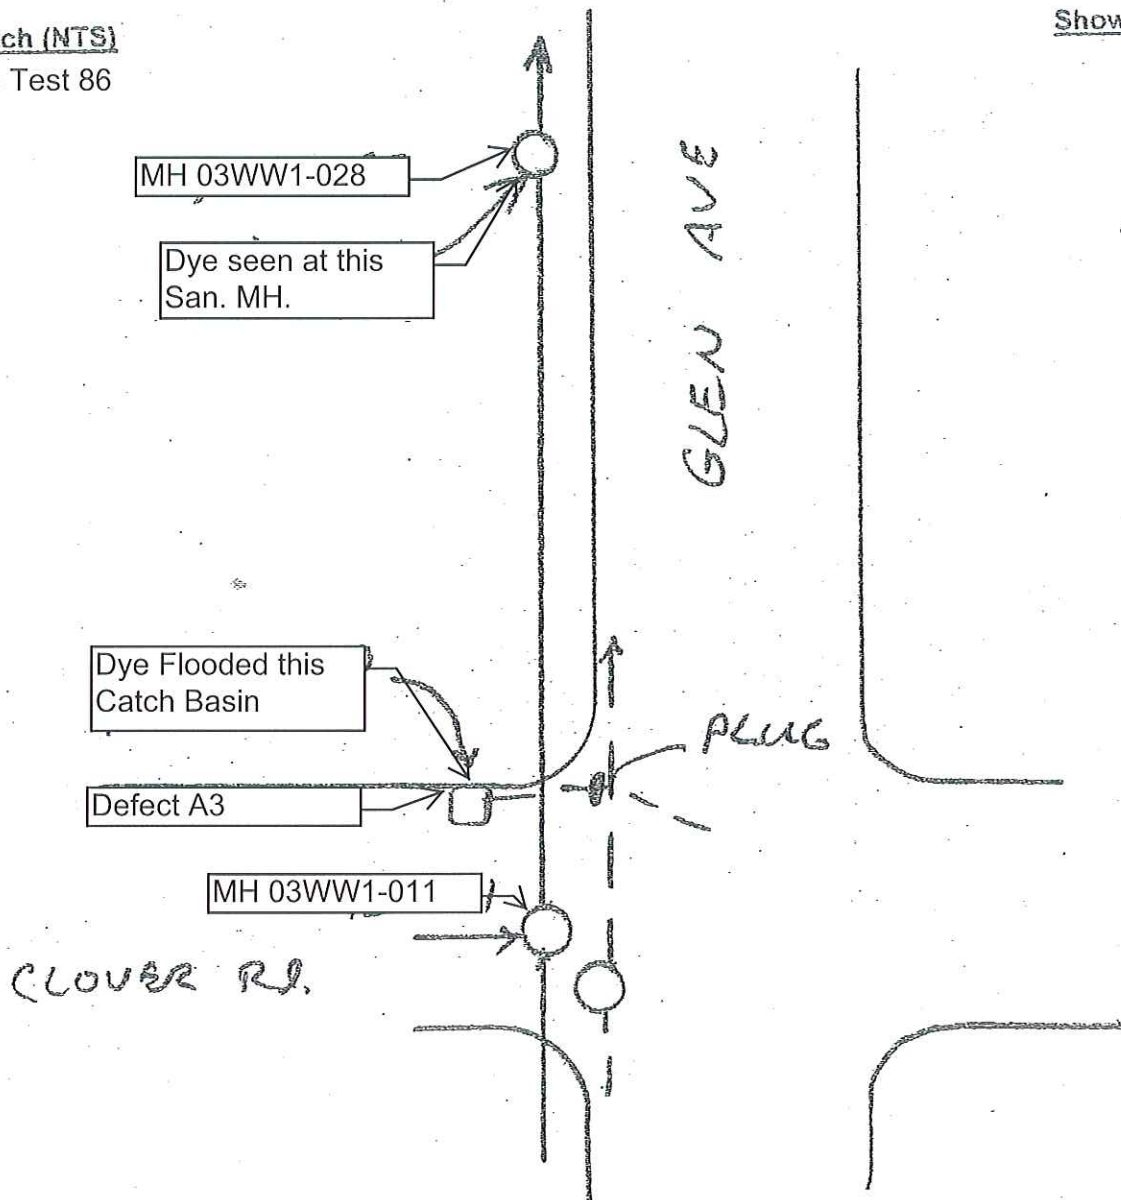 ch (NTS)
Show
Test 86
MH 03WW1-028
Dye seen at this
San. MH.
GLEN AVE
Dye Flooded this
Catch Basin
PLUG
Defect A3
MH 03WW1-011
CLOVER Rd.